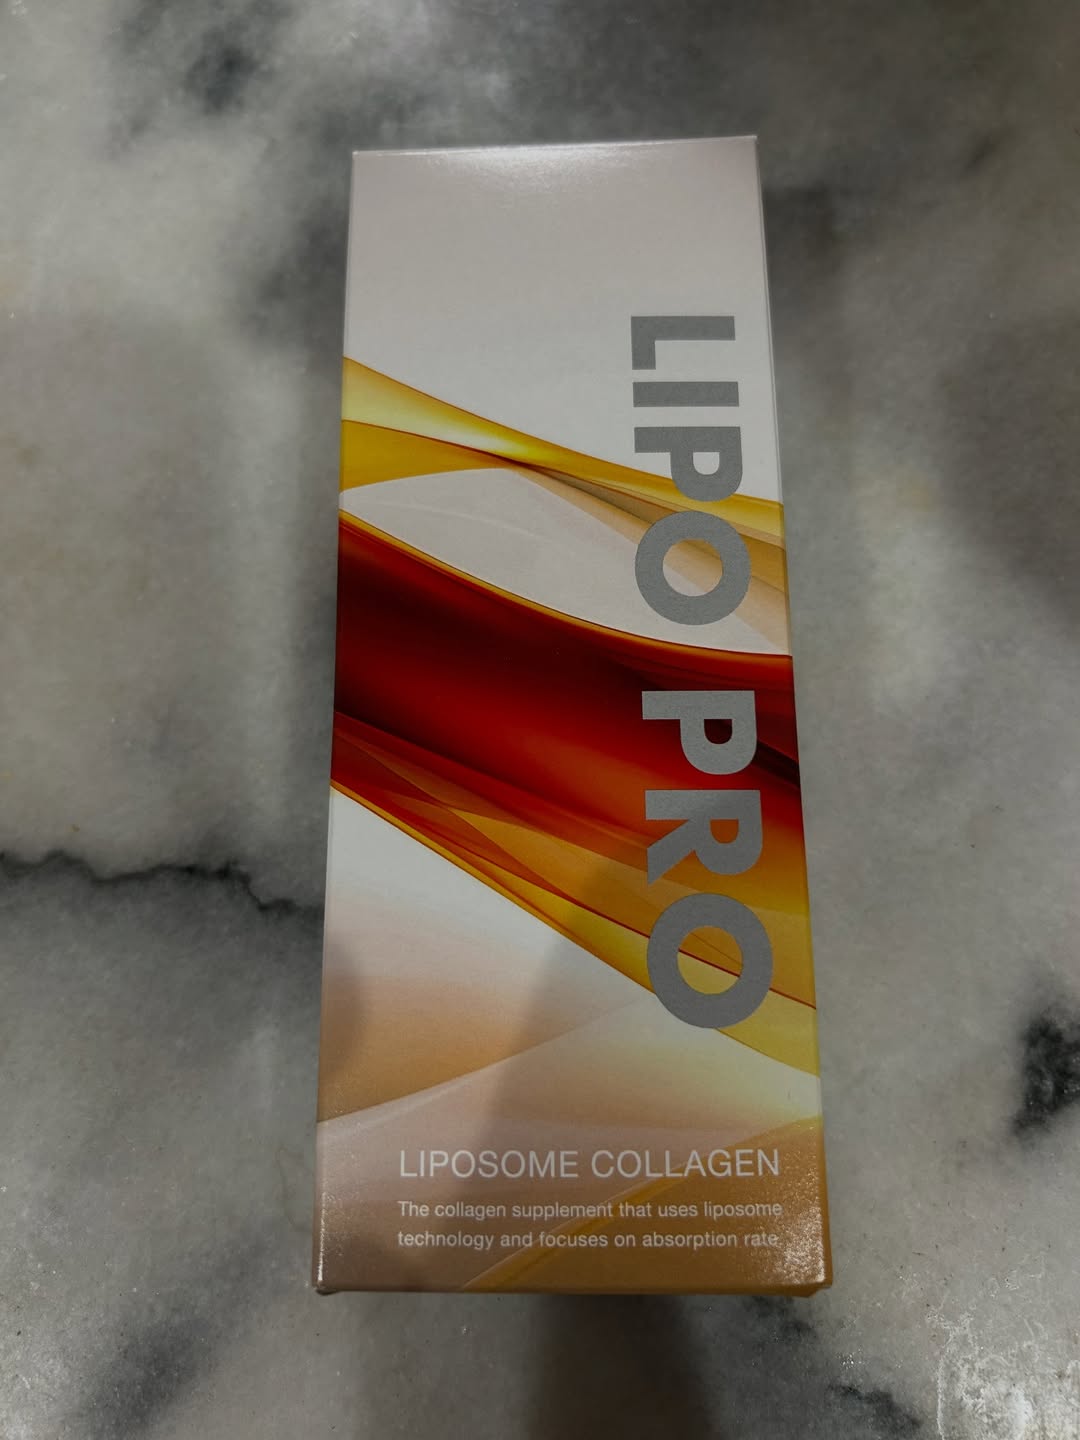 LIPO PRO
LIPOSOME COLLAGEN
The collagen supplement that uses liposome
technology and focuses on absorption rate.